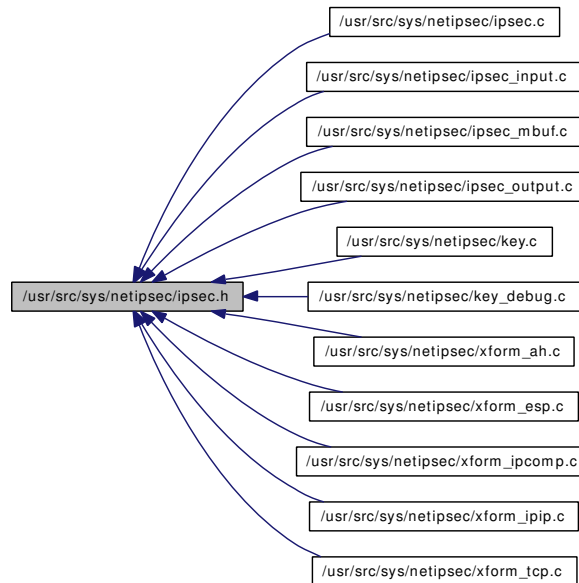 /usr/src/sys/netipsec/ipsec.c
/usr/src/sys/netipsec/ipsec_input.c
/usr/src/sys/netipsec/ipsec_mbuf.c
/usr/src/sys/netipsec/ipsec_output.c
/usr/src/sys/netipsec/key.c
/usr/src/sys/netipsec/ipsec.h
/usr/src/sys/netipsec/key_debug.c
/usr/src/sys/netipsec/xform_ah.c
/usr/src/sys/netipsec/xform_esp.c
/usr/src/sys/netipsec/xform_ipcomp.c
/usr/src/sys/netipsec/xform_ipip.c
/usr/src/sys/netipsec/xform_tcp.c